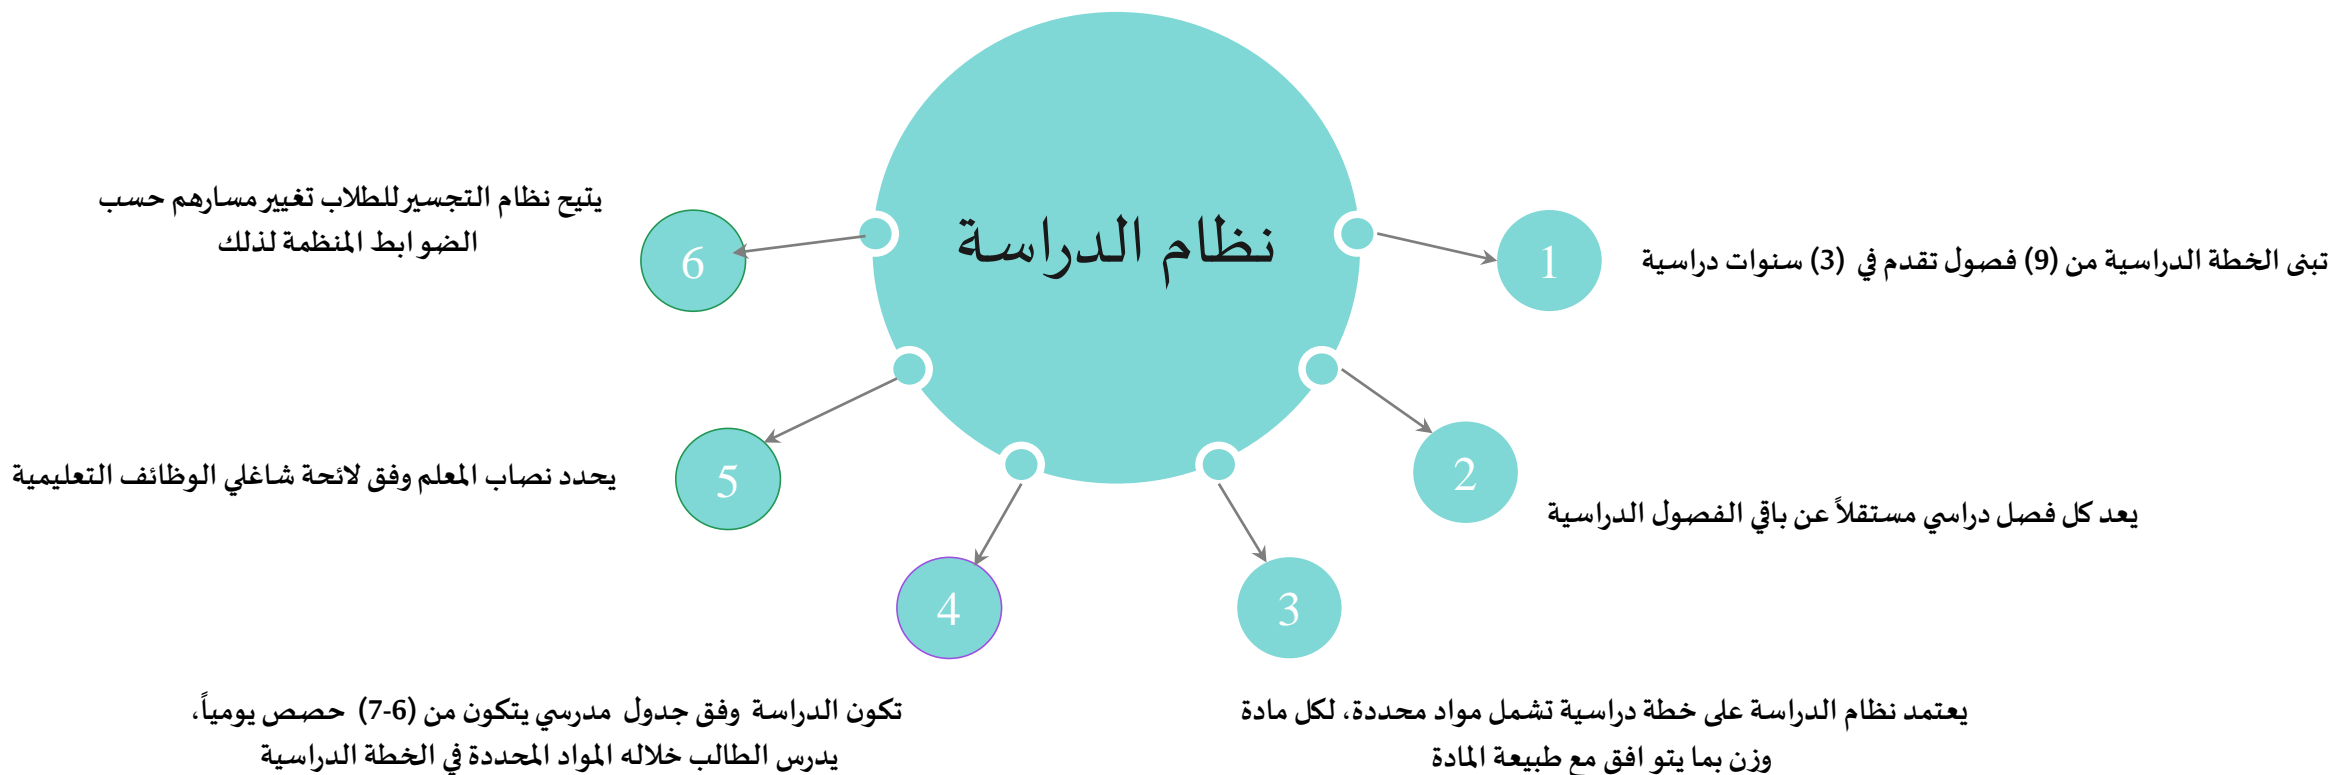 نظام الدراسة
1
تبنى الخطة الدراسية من (9) فصول تقدم في (3) سنوات دراسية
2
يعد كل فصل دراسي مستقلاً عن باقي الفصول الدراسية
3
يعتمد نظام الدراسة على خطة دراسية تشمل مواد محددة، لكل مادة
وزن بما يتوافق مع طبيعة المادة
4
تكون الدراسة وفق جدول مدرسي يتكون من (6-7) حصص يومياً،
يدرس الطالب خلاله المواد المحددة في الخطة الدراسية
5
يحدد نصاب المعلم وفق لائحة شاغلي الوظائف التعليمية
6
يتيح نظام التجسير للطلاب تغيير مسارهم حسب
الضوابط المنظمة لذلك